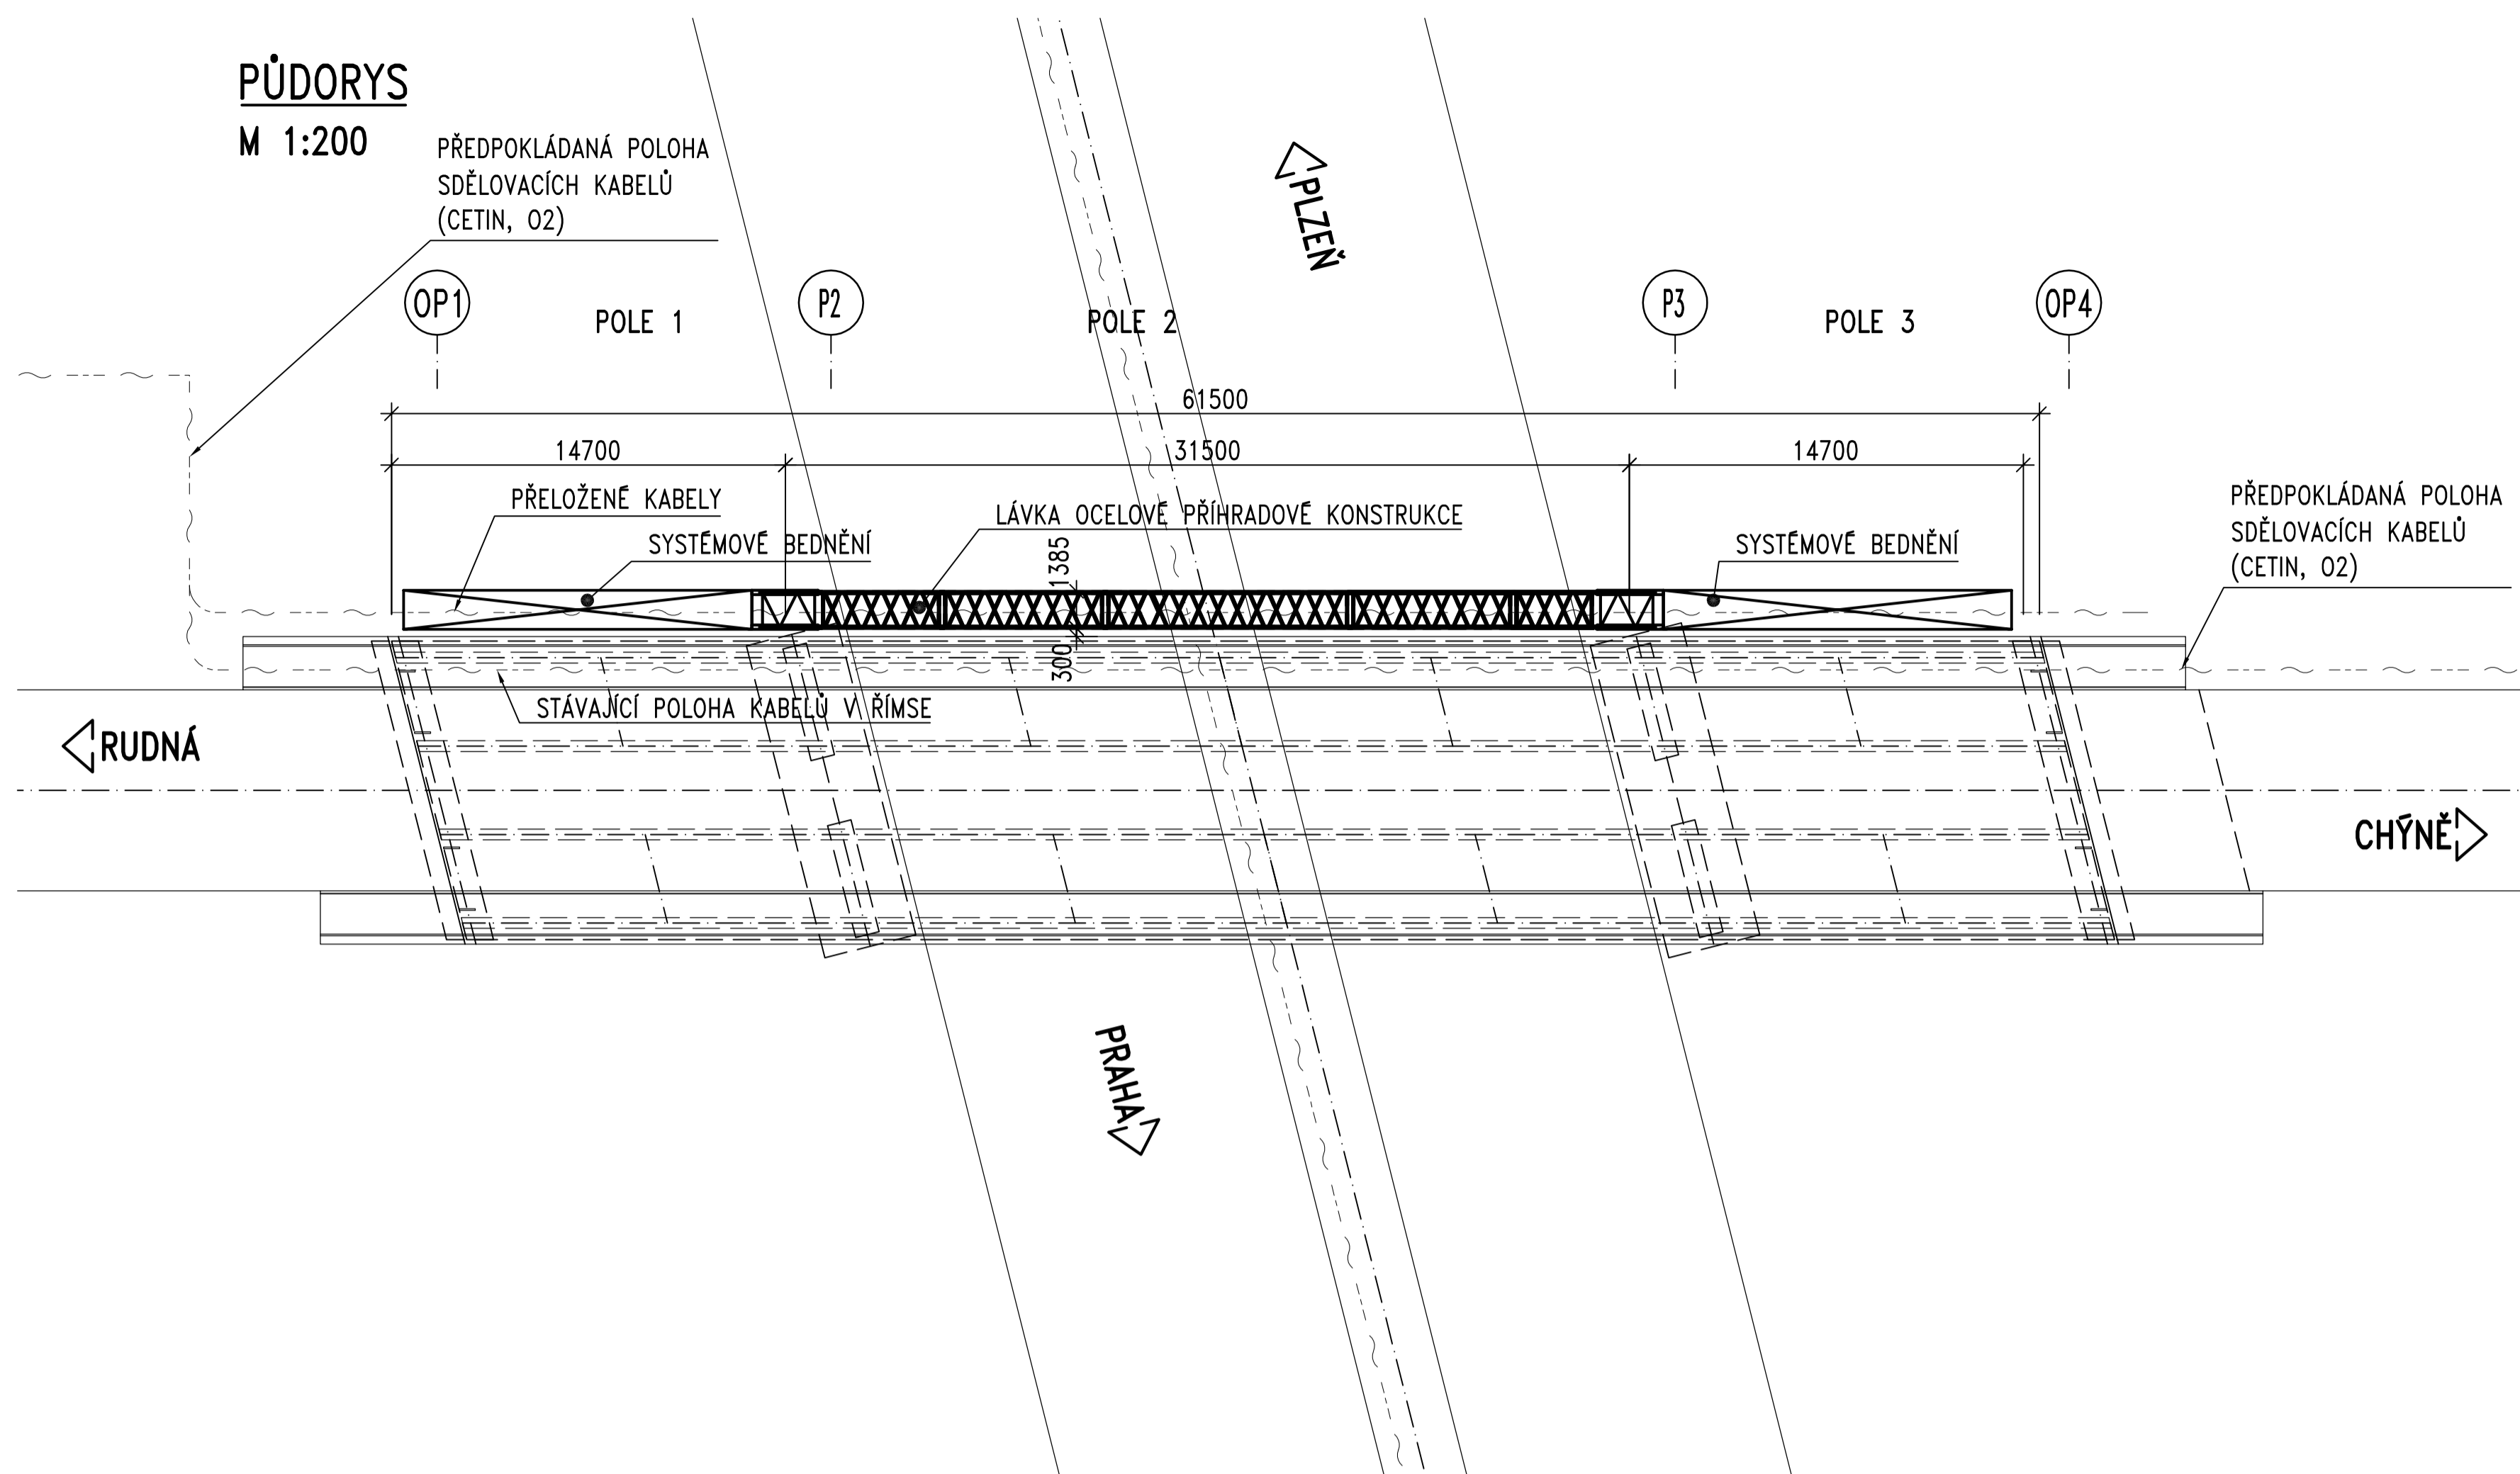 PŮDORYS
M 1:200
PŘEDPOKLÁDANÁ POLOHA
SDĚLOVACÍCH KABELŮ
(CETIN, O2)
PLZEŇ
OP1
POLE 1
P2
POLE 2
P3
POLE 3
OP4
61500
14700
31500
14700
PŘELOŽENÉ KABELY
SYSTÉMOVÉ BEDNĚNÍ
LÁVKA OCELOVÉ PŘÍHRADOVÉ KONSTRUKCE
SYSTÉMOVÉ BEDNĚNÍ
PŘEDPOKLÁDANÁ POLOHA
SDĚLOVACÍCH KABELŮ
(CETIN, O2)
1385
300
STÁVAJÍCÍ POLOHA KABELŮ V ŘÍMSE
RUDNÁ
CHÝNĚ
PRAHA